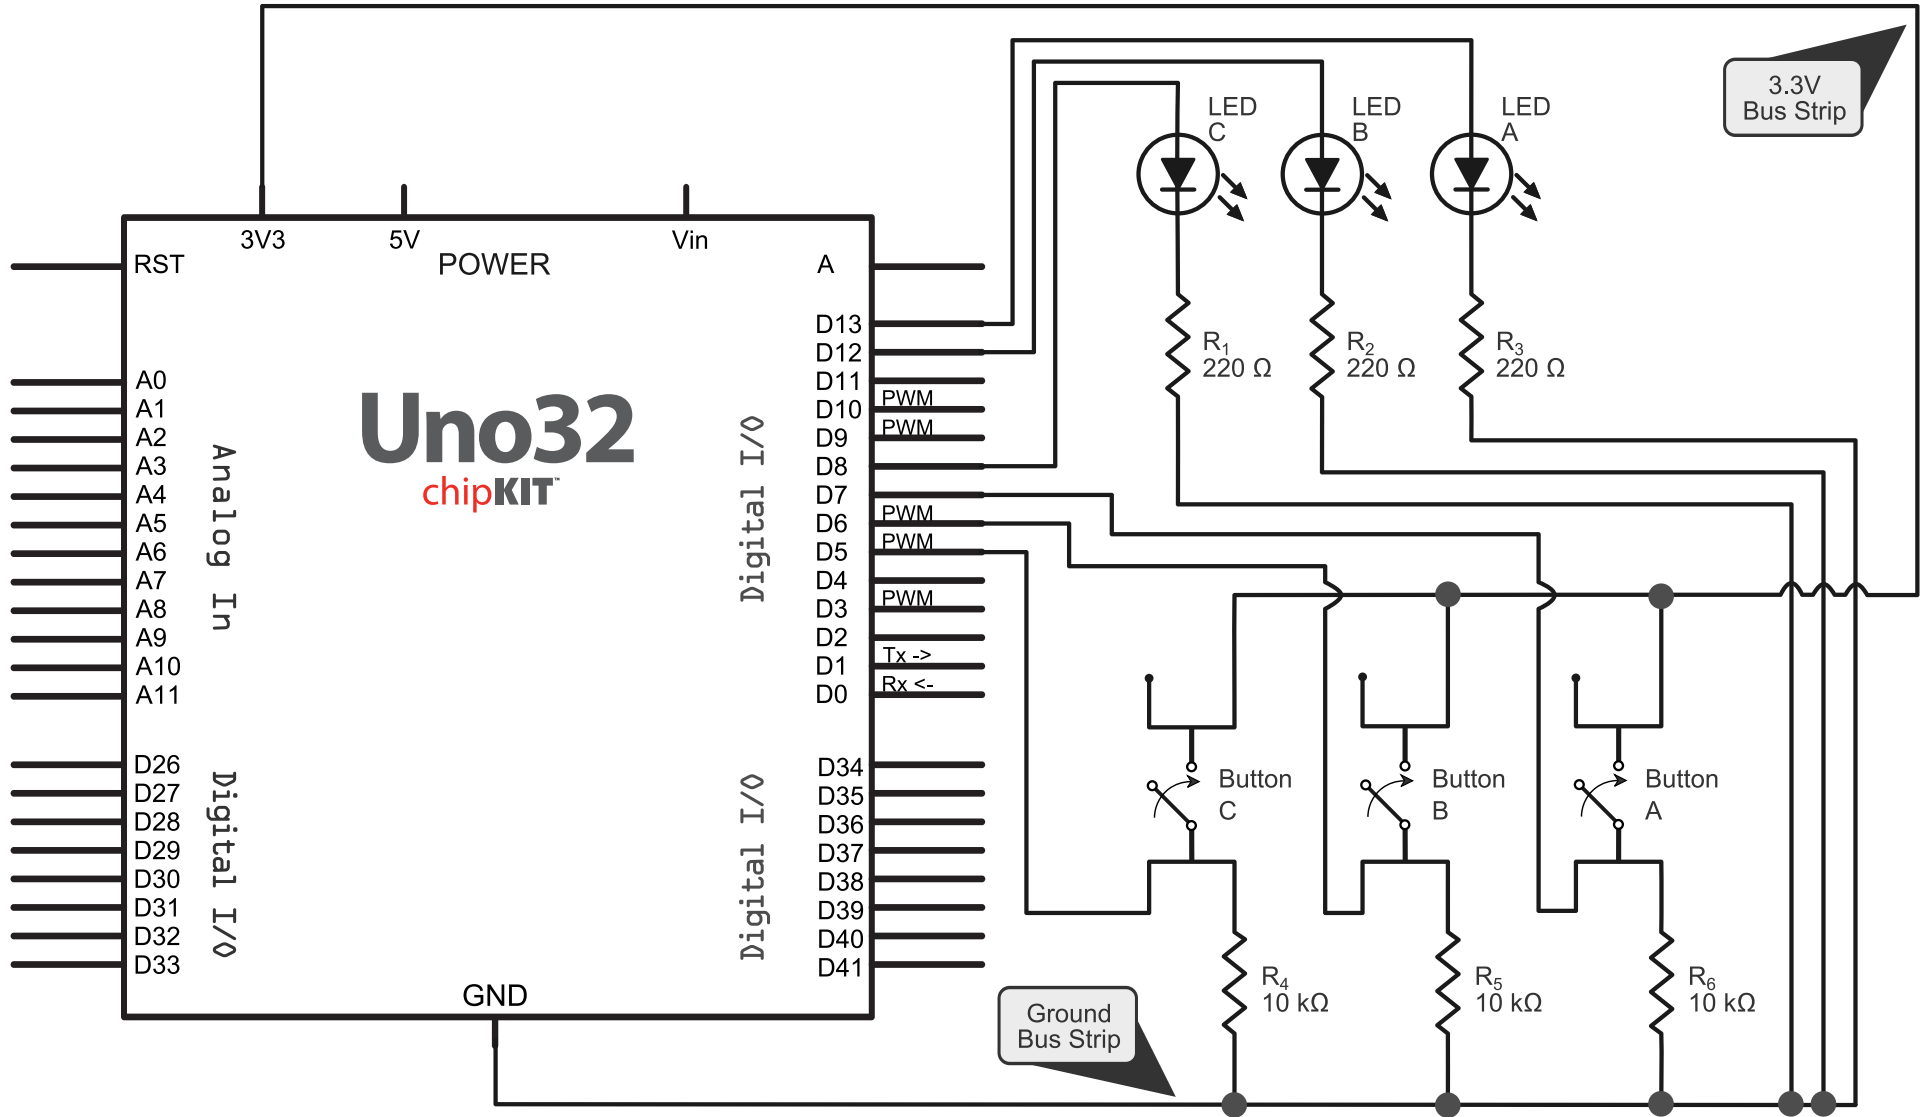 3.3V
Bus Strip
LED
C
LED
B
LED
A
3V3
5V
Vin
RST
POWER
A
D13
D12
D11
D10
PWM
D9
PWM
D8
D7
D6
PWM
D5
PWM
D4
D3
PWM
D2
D1
Tx ->
D0
Rx <-
A0
A1
A2
A3
A4
A5
A6
A7
A8
A9
A10
A11
Analog In
Uno32
chipKIT™
Digital I/O
R1
220 Ω
R2
220 Ω
R3
220 Ω
D26
D27
D28
D29
D30
D31
D32
D33
Digital I/O
Digital I/O
D34
D35
D36
D37
D38
D39
D40
D41
Button
C
Button
B
Button
A
R4
10 kΩ
R5
10 kΩ
R6
10 kΩ
GND
Ground
Bus Strip